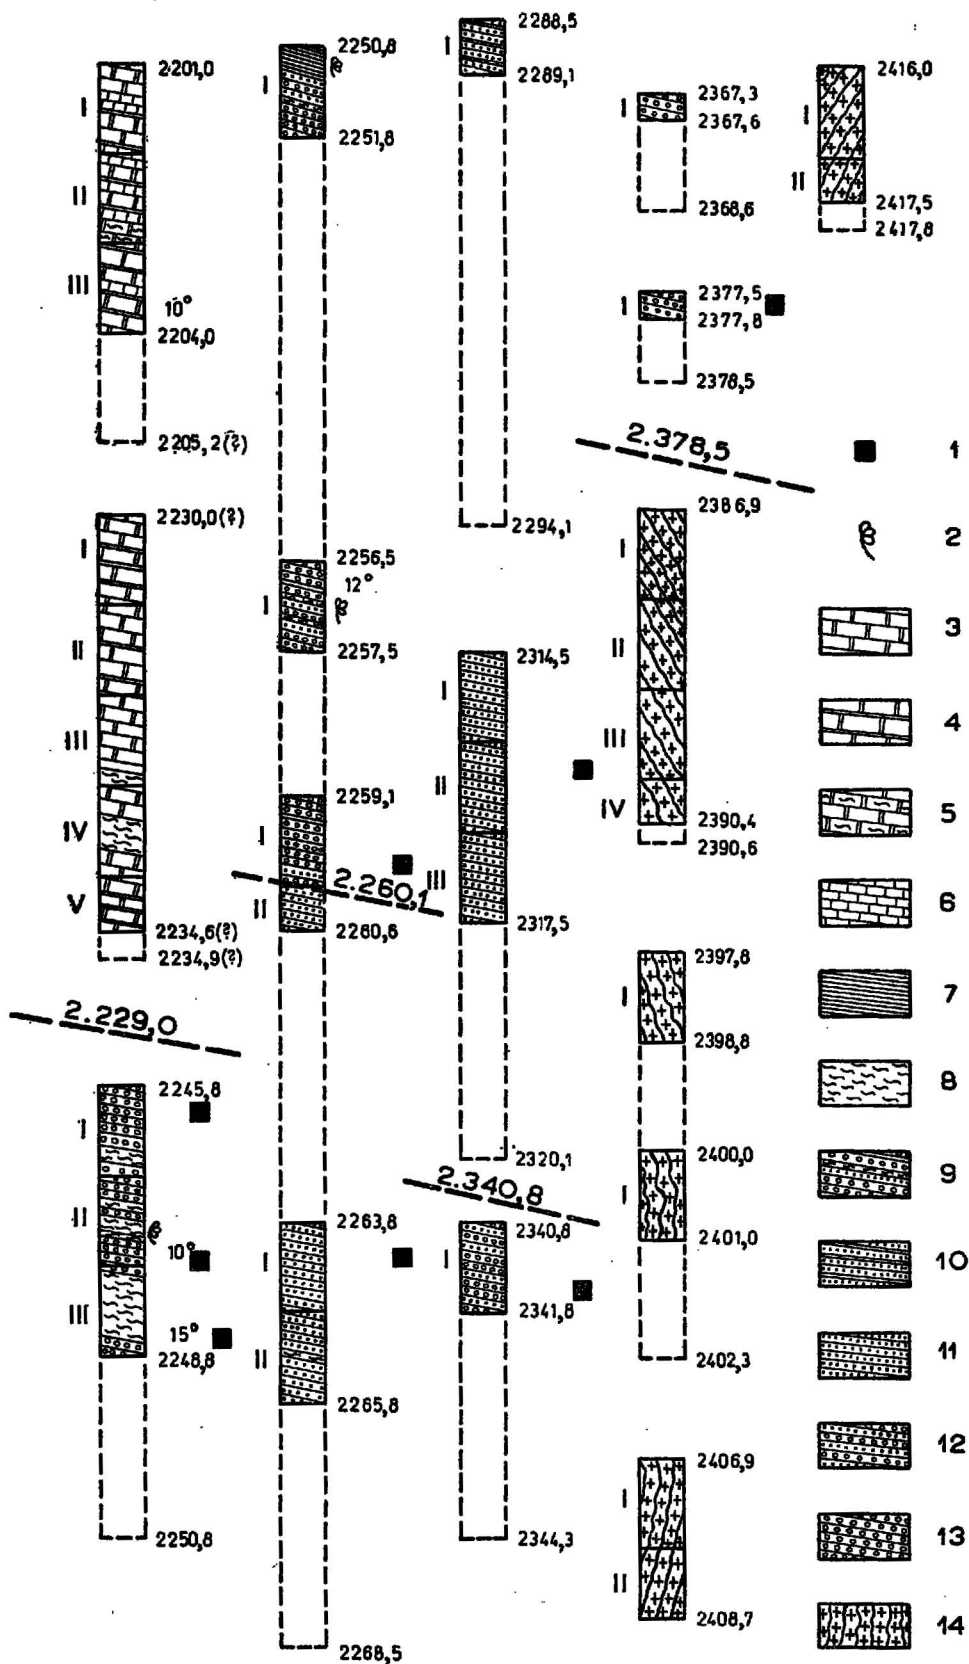 2201,0
I
II
III
10°
2204,0
2205,2(?)
2230,0(?)
I
II
III
IV
V
2234,6(?)
2234,9(?)
2.229,0
2245,8
I
II
10°
III
15°
2248,8
2250,8
2250,8
I
2251,8
2256,5
12°
I
2257,5
2259,1
I
2.260,1
II
2260,6
2263,8
I
II
2265,8
2268,5
2288,5
I
2289,1
2294,1
2314,5
I
II
III
2317,5
2320,1
2.340,8
2340,8
I
2341,8
2344,3
2367,3
I
2367,6
2368,6
2377,5
I
2377,8
2378,5
2.378,5
2386,9
I
II
III
IV
2390,4
2390,6
2397,8
I
2398,8
2400,0
I
2401,0
2402,3
2406,9
I
II
2408,7
2416,0
I
II
2417,5
2417,8
1
2
3
4
5
6
7
8
9
10
11
12
13
14